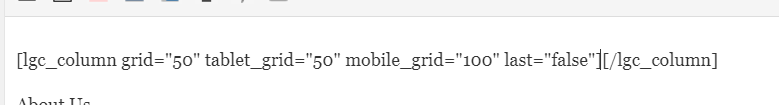 [lgc_column grid="50" tablet_grid="50" mobile_grid="100" last="false"][/lgc_column]
About Us